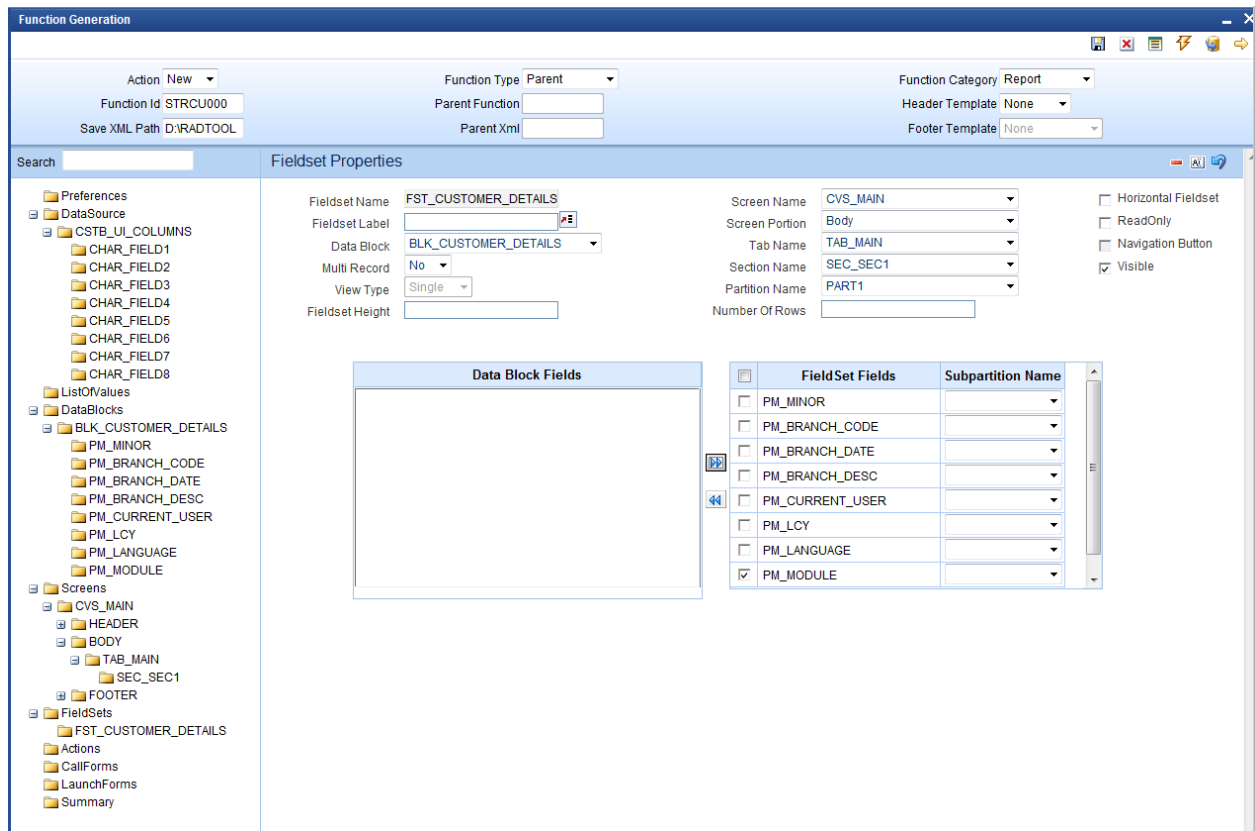 Function Generation
Action New Function Type Parent Function Category Report
Function Id STRCU000 Parent Function Header Template None
Save XML Path D:\RADTOOL Parent Xml Footer Template None
Search Fieldset Properties
Preferences
DataSource
CSTB_UI_COLUMNS
CHAR_FIELD1
CHAR_FIELD2
CHAR_FIELD3
CHAR_FIELD4
CHAR_FIELD5
CHAR_FIELD6
CHAR_FIELD7
CHAR_FIELD8
ListOfValues
DataBlocks
BLK_CUSTOMER_DETAILS
PM_MINOR
PM_BRANCH_CODE
PM_BRANCH_DATE
PM_BRANCH_DESC
PM_CURRENT_USER
PM_LCY
PM_LANGUAGE
PM_MODULE
Screens
CVS_MAIN
HEADER
BODY
TAB_MAIN
SEC_SEC1
FOOTER
FieldSets
FST_CUSTOMER_DETAILS
Actions
CallForms
LaunchForms
Summary
Fieldset Name FST_CUSTOMER_DETAILS Screen Name CVS_MAIN Horizontal Fieldset
Fieldset Label Screen Portion Body ReadOnly
Data Block BLK_CUSTOMER_DETAILS Tab Name TAB_MAIN Navigation Button
Multi Record No Section Name SEC_SEC1 Visible
View Type Single Partition Name PART1
Fieldset Height Number Of Rows
Data Block Fields FieldSet Fields Subpartition Name
PM_MINOR
PM_BRANCH_CODE
PM_BRANCH_DATE
PM_BRANCH_DESC
PM_CURRENT_USER
PM_LCY
PM_LANGUAGE
PM_MODULE